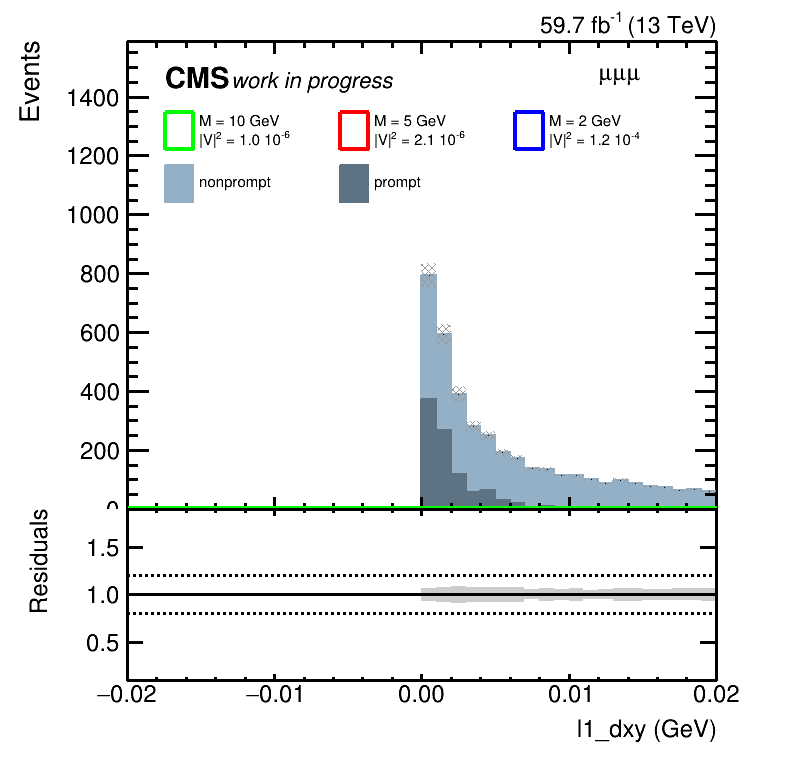 59.7 fb⁻¹ (13 TeV)
CMS work in progress
μμμ
M = 10 GeV
|V|² = 1.0 10⁻⁶
M = 5 GeV
|V|² = 2.1 10⁻⁶
M = 2 GeV
|V|² = 1.2 10⁻⁴
nonprompt
prompt
Events
1400
1200
1000
800
600
400
200
0
Residuals
1.5
1.0
0.5
−0.02
−0.01
0.00
0.01
0.02
l1_dxy (GeV)